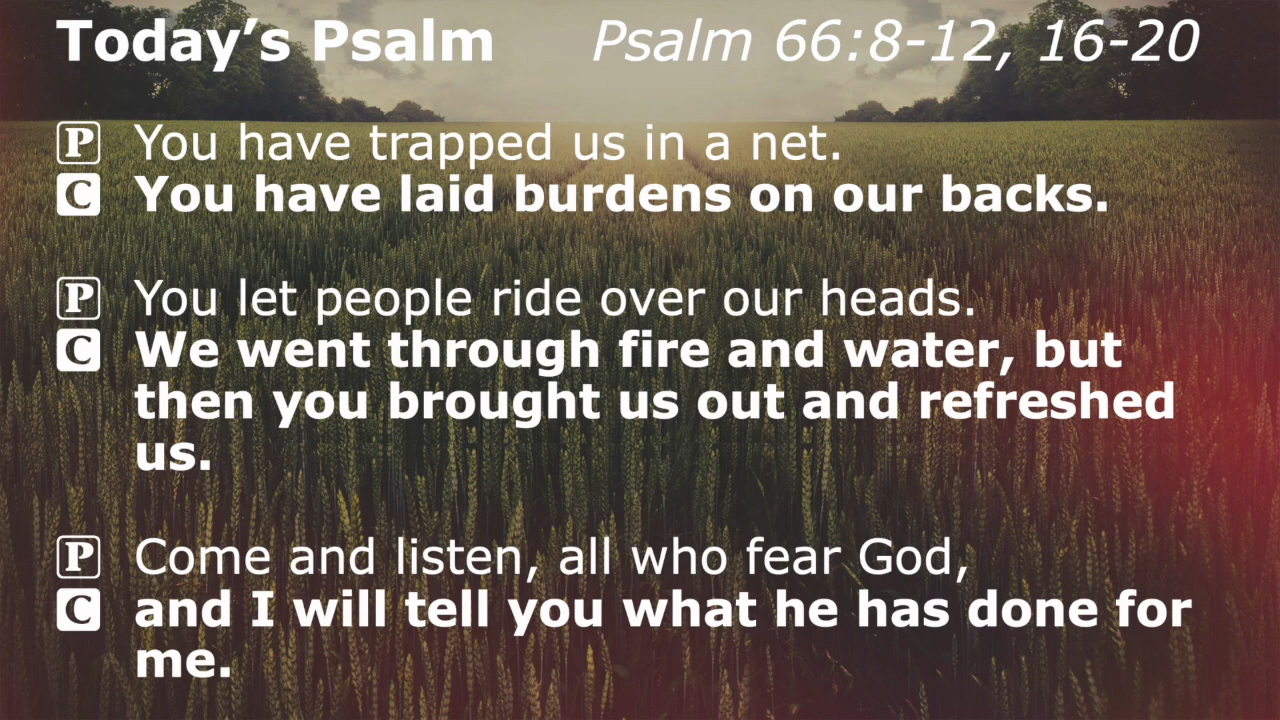 Today’s Psalm Psalm 66:8-12, 16-20
P You have trapped us in a net.
C You have laid burdens on our backs.
P You let people ride over our heads.
C We went through fire and water, but
then you brought us out and refreshed
us.
P Come and listen, all who fear God,
C and I will tell you what he has done for
me.